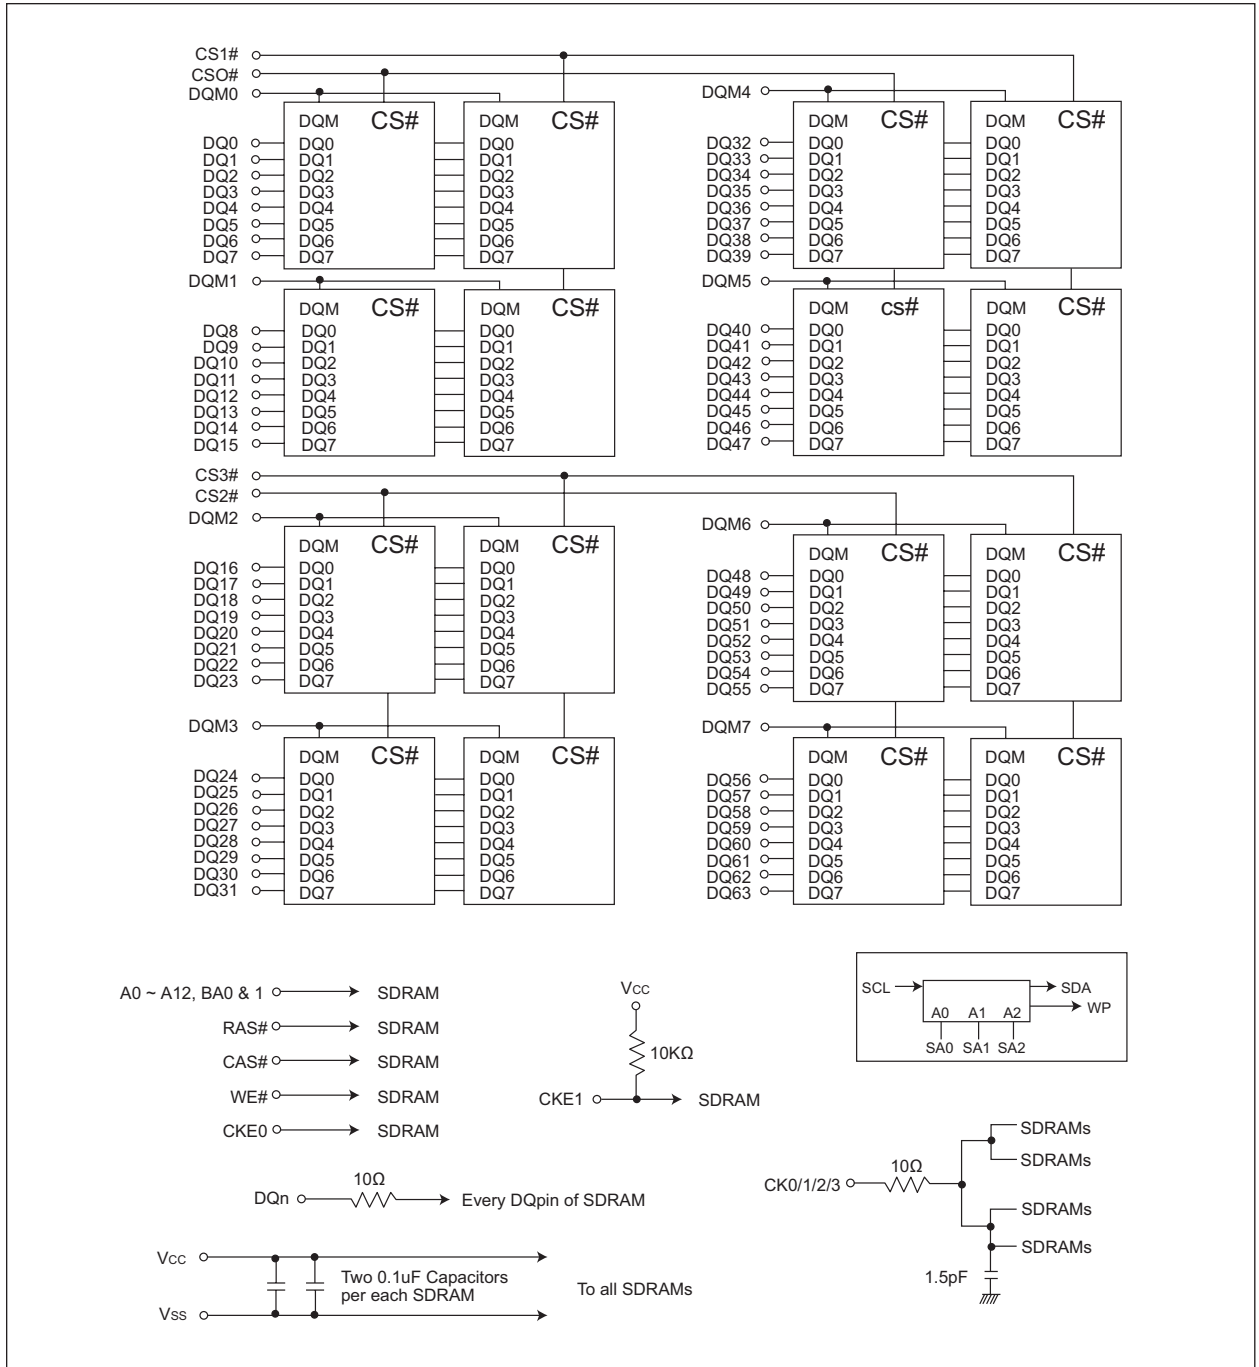 CS1#
CSO#
DQM0
DQM CS# DQM CS#
DQ0 DQ0 DQ0
DQ1 DQ1 DQ1
DQ2 DQ2 DQ2
DQ3 DQ3 DQ3
DQ4 DQ4 DQ4
DQ5 DQ5 DQ5
DQ6 DQ6 DQ6
DQ7 DQ7 DQ7
DQM1
DQM CS# DQM CS#
DQ8 DQ0 DQ0
DQ9 DQ1 DQ1
DQ10 DQ2 DQ2
DQ11 DQ3 DQ3
DQ12 DQ4 DQ4
DQ13 DQ5 DQ5
DQ14 DQ6 DQ6
DQ15 DQ7 DQ7
DQM4
DQM CS# DQM CS#
DQ32 DQ0 DQ0
DQ33 DQ1 DQ1
DQ34 DQ2 DQ2
DQ35 DQ3 DQ3
DQ36 DQ4 DQ4
DQ37 DQ5 DQ5
DQ38 DQ6 DQ6
DQ39 DQ7 DQ7
DQM5
DQM cs# DQM CS#
DQ40 DQ0 DQ0
DQ41 DQ1 DQ1
DQ42 DQ2 DQ2
DQ43 DQ3 DQ3
DQ44 DQ4 DQ4
DQ45 DQ5 DQ5
DQ46 DQ6 DQ6
DQ47 DQ7 DQ7
CS3#
CS2#
DQM2
DQM CS# DQM CS#
DQ16 DQ0 DQ0
DQ17 DQ1 DQ1
DQ18 DQ2 DQ2
DQ19 DQ3 DQ3
DQ20 DQ4 DQ4
DQ21 DQ5 DQ5
DQ22 DQ6 DQ6
DQ23 DQ7 DQ7
DQM3
DQM CS# DQM CS#
DQ24 DQ0 DQ0
DQ25 DQ1 DQ1
DQ26 DQ2 DQ2
DQ27 DQ3 DQ3
DQ28 DQ4 DQ4
DQ29 DQ5 DQ5
DQ30 DQ6 DQ6
DQ31 DQ7 DQ7
DQM6
DQM CS# DQM CS#
DQ48 DQ0 DQ0
DQ49 DQ1 DQ1
DQ50 DQ2 DQ2
DQ51 DQ3 DQ3
DQ52 DQ4 DQ4
DQ53 DQ5 DQ5
DQ54 DQ6 DQ6
DQ55 DQ7 DQ7
DQM7
DQM CS# DQM CS#
DQ56 DQ0 DQ0
DQ57 DQ1 DQ1
DQ58 DQ2 DQ2
DQ59 DQ3 DQ3
DQ60 DQ4 DQ4
DQ61 DQ5 DQ5
DQ62 DQ6 DQ6
DQ63 DQ7 DQ7
A0 ~ A12, BA0 & 1 SDRAM
RAS# SDRAM
CAS# SDRAM
WE# SDRAM
CKE0 SDRAM
Vcc
10KΩ
CKE1 SDRAM
SCL SDA
WP
A0 A1 A2
SA0 SA1 SA2
10Ω
DQn Every DQpin of SDRAM
SDRAMs
SDRAMs
10Ω
CK0/1/2/3
SDRAMs
SDRAMs
1.5pF
Vcc
Two 0.1uF Capacitors
per each SDRAM
To all SDRAMs
Vss